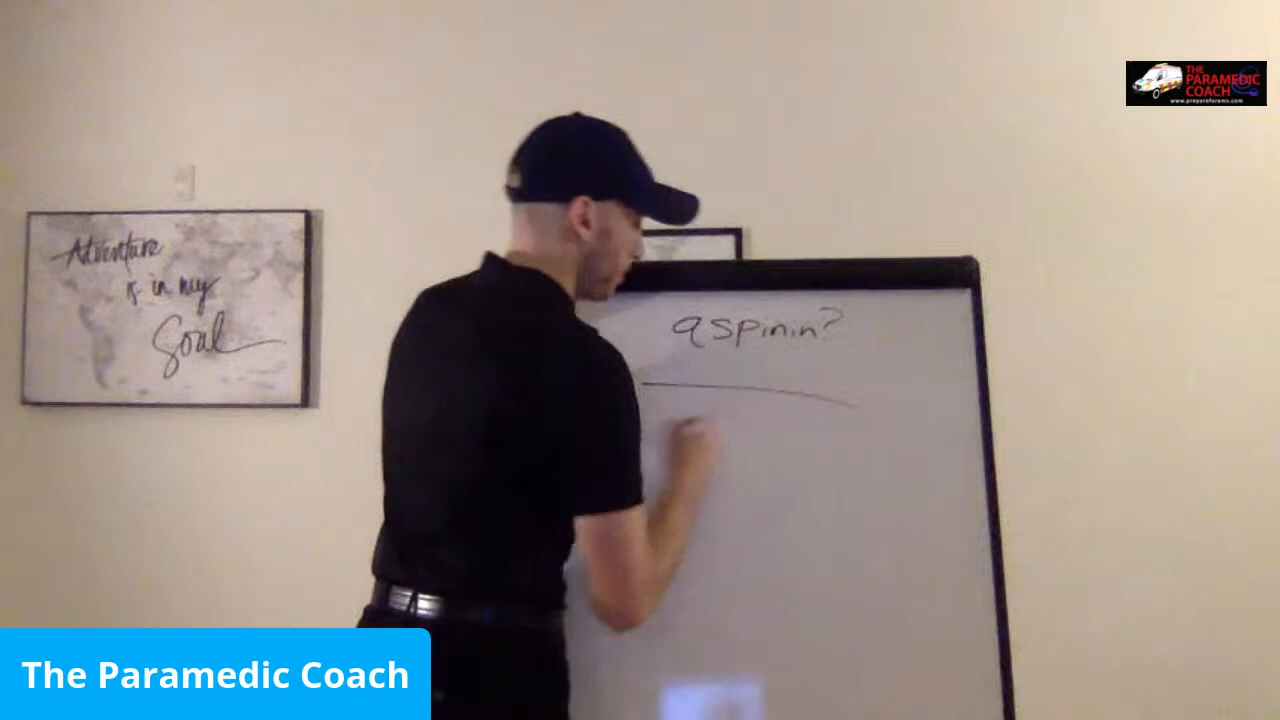 THE
PARAMEDIC
COACH
www.prepareforems.com
Adventure
is in my
Soul
aspirin?
The Paramedic Coach